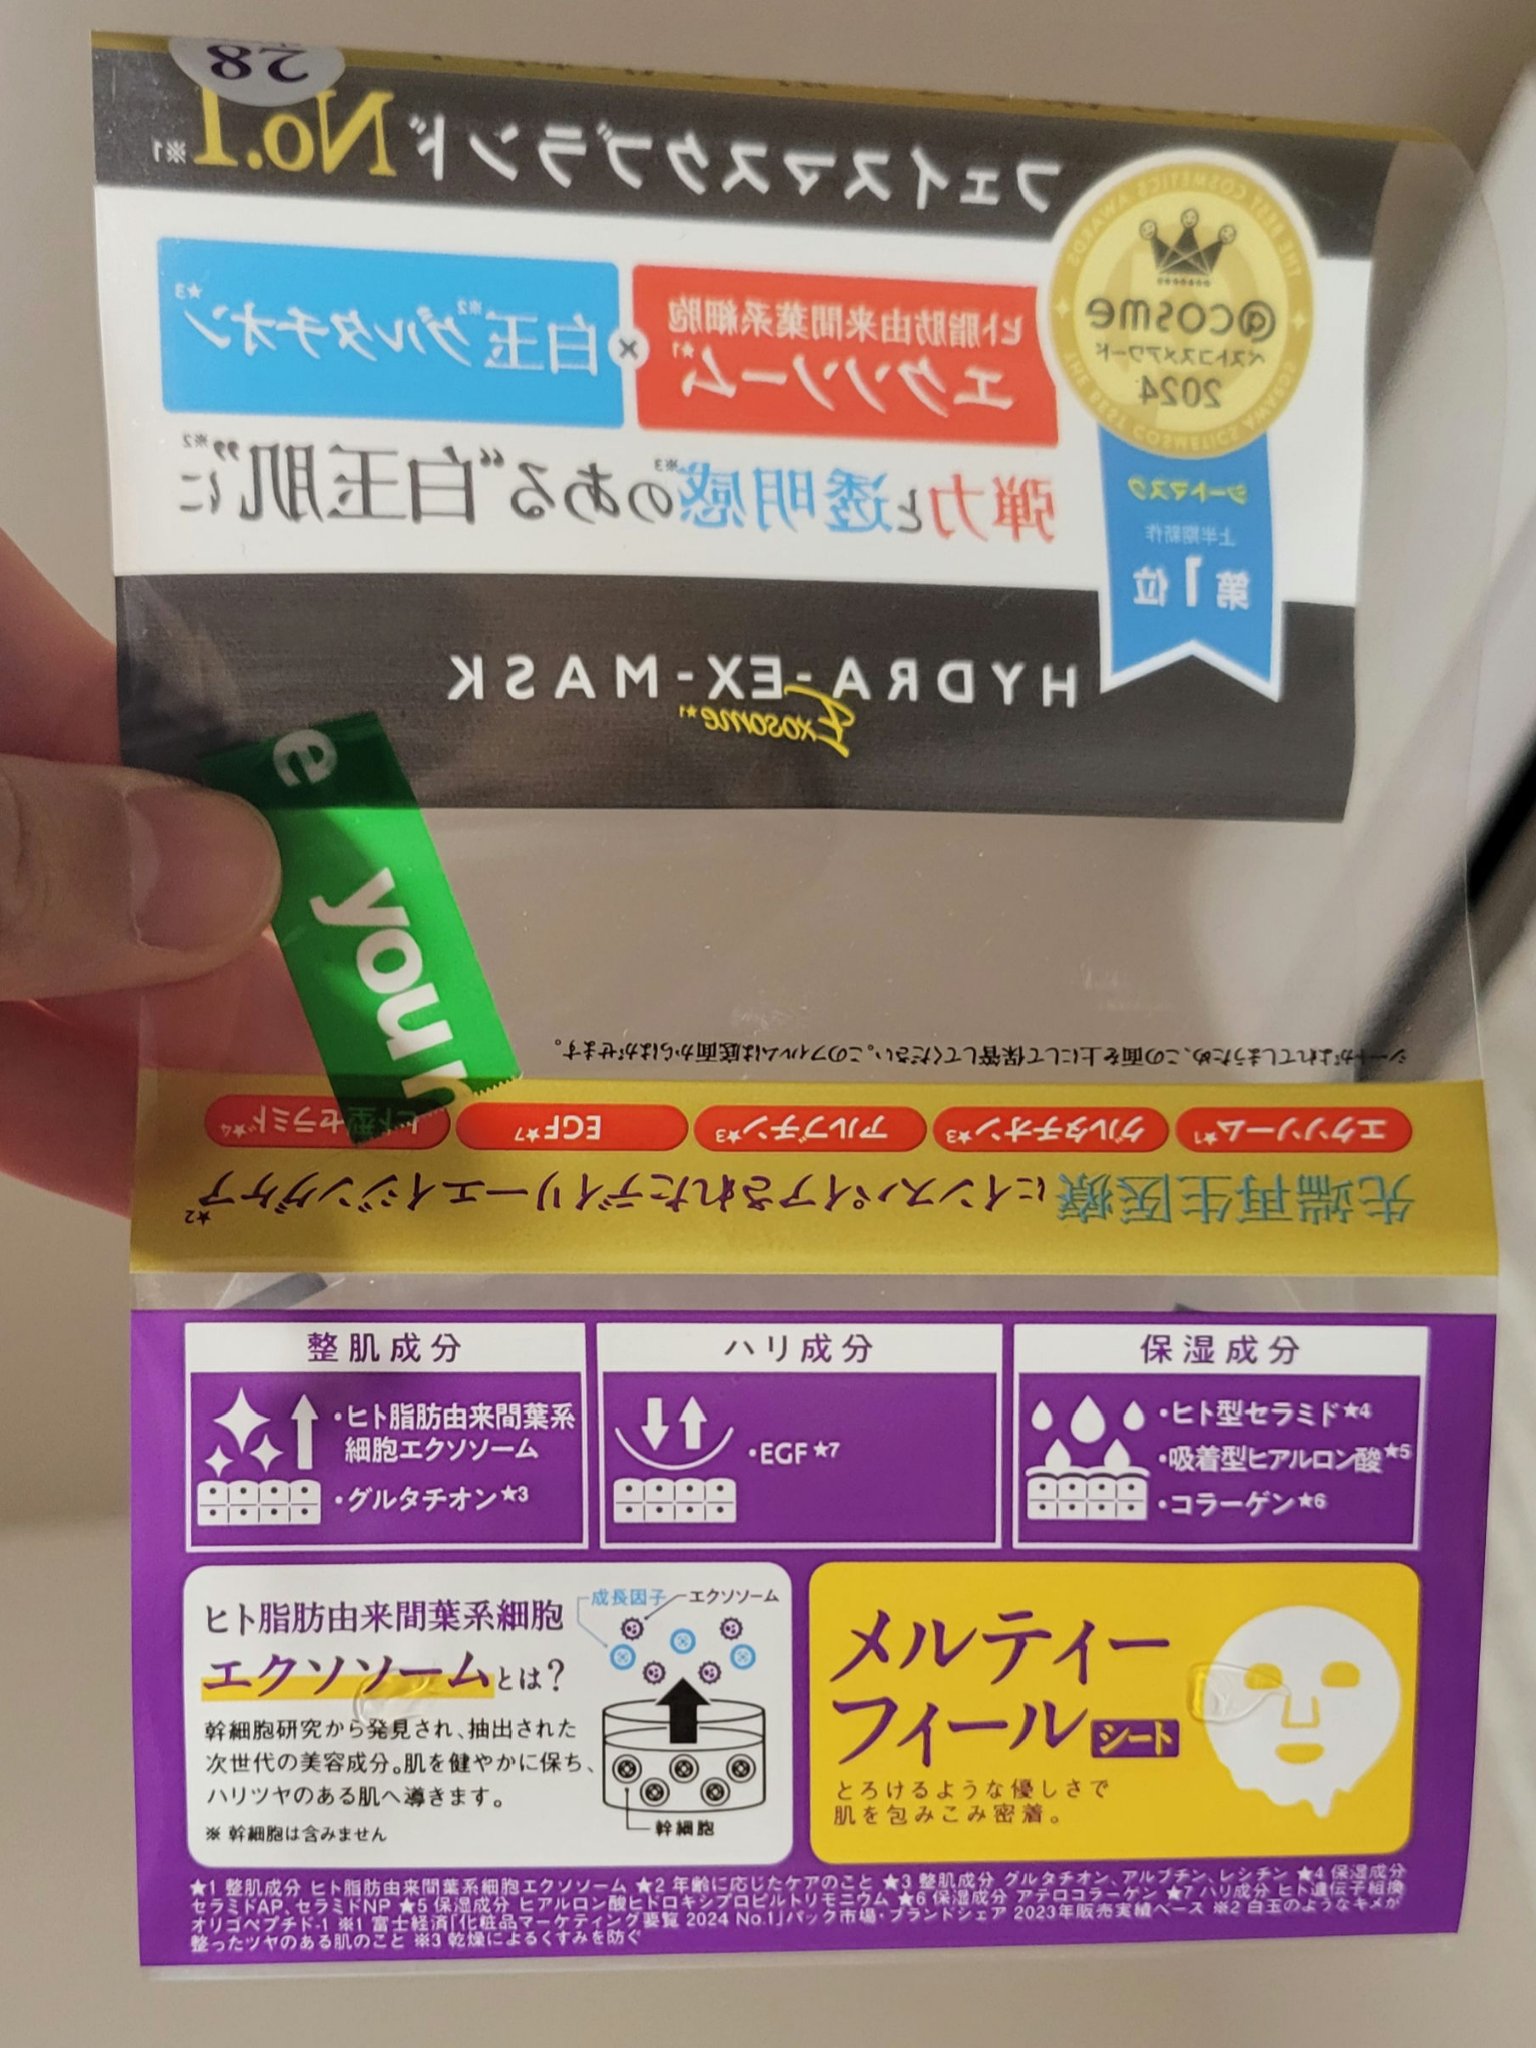 28
フェイスマスクブランド No.1※1
@cosme
ベストコスメアワード
2024
THE BEST COSMETICS AWARDS
シートマスク
上半期新作
第1位
ヒト脂肪由来間葉系細胞
エクソソーム★1
×
白玉※2グルタチオン★3
弾力と透明感※3のある“白玉肌”※2に
HYDRA-EX-MASK
Exosome★1
e
your
シートがよれてしまうため、この面を上にして保管してください。このフィルムは底面からはがせます。
エクソソーム★1
グルタチオン★3
アルブチン★3
EGF★7
ヒト型セラミド★4
先端再生医療にインスパイアされたデイリーエイジングケア★2
整肌成分
・ヒト脂肪由来間葉系
細胞エクソソーム
・グルタチオン★3
ハリ成分
・EGF★7
保湿成分
・ヒト型セラミド★4
・吸着型ヒアルロン酸★5
・コラーゲン★6
ヒト脂肪由来間葉系細胞
エクソソームとは?
幹細胞研究から発見され、抽出された
次世代の美容成分。肌を健やかに保ち、
ハリツヤのある肌へ導きます。
※ 幹細胞は含みません
成長因子
エクソソーム
幹細胞
メルティー
フィールシート
とろけるような優しさで
肌を包みこみ密着。
★1 整肌成分 ヒト脂肪由来間葉系細胞エクソソーム ★2 年齢に応じたケアのこと ★3 整肌成分 グルタチオン、アルブチン、レシチン ★4 保湿成分
セラミドAP、セラミドNP ★5 保湿成分 ヒアルロン酸ヒドロキシプロピルトリモニウム ★6 保湿成分 アテロコラーゲン ★7 ハリ成分 ヒト遺伝子組換
オリゴペプチド-1 ※1 富士経済「化粧品マーケティング要覧 2024 No.1」パック市場・ブランドシェア 2023年販売実績ベース ※2 白玉のようなキメが
整ったツヤのある肌のこと ※3 乾燥によるくすみを防ぐ